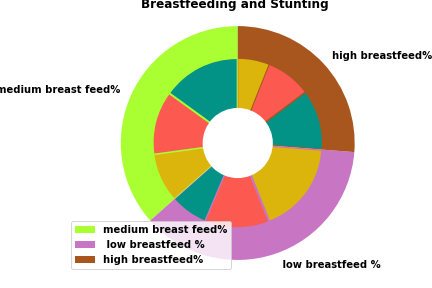 Breastfeeding and Stunting
high breastfeed%
medium breast feed%
low breastfeed %
medium breast feed%
low breastfeed %
high breastfeed%